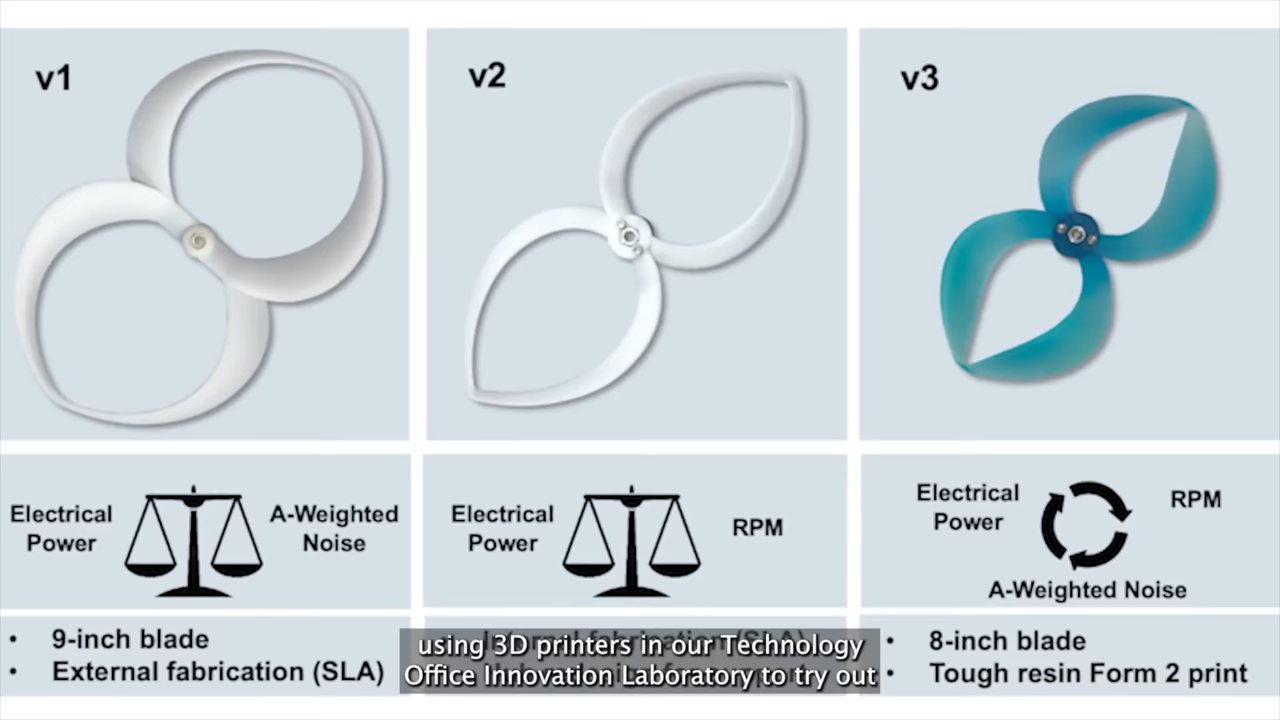 v1
v2
v3
Electrical
Power
A-Weighted
Noise
Electrical
Power
RPM
Electrical
Power
RPM
A-Weighted Noise
• 9-inch blade
• External fabrication (SLA)
• 8-inch blade
• Tough resin Form 2 print
using 3D printers in our Technology
Office Innovation Laboratory to try out